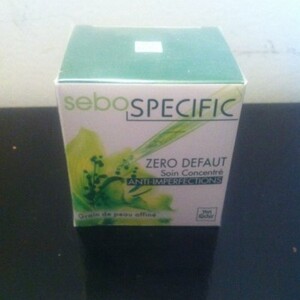 sebo SPECIFIC
ZERO DEFAUT
Soin Concentré
ANTI-IMPERFECTIONS
Grain de peau affiné